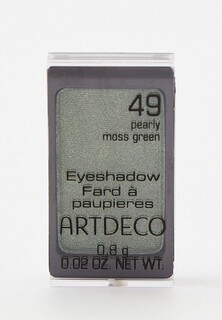 49
pearly
moss green
Eyeshadow
Fard à
paupieres
ARTDECO
0.8 g
0.02 OZ. NET WT.